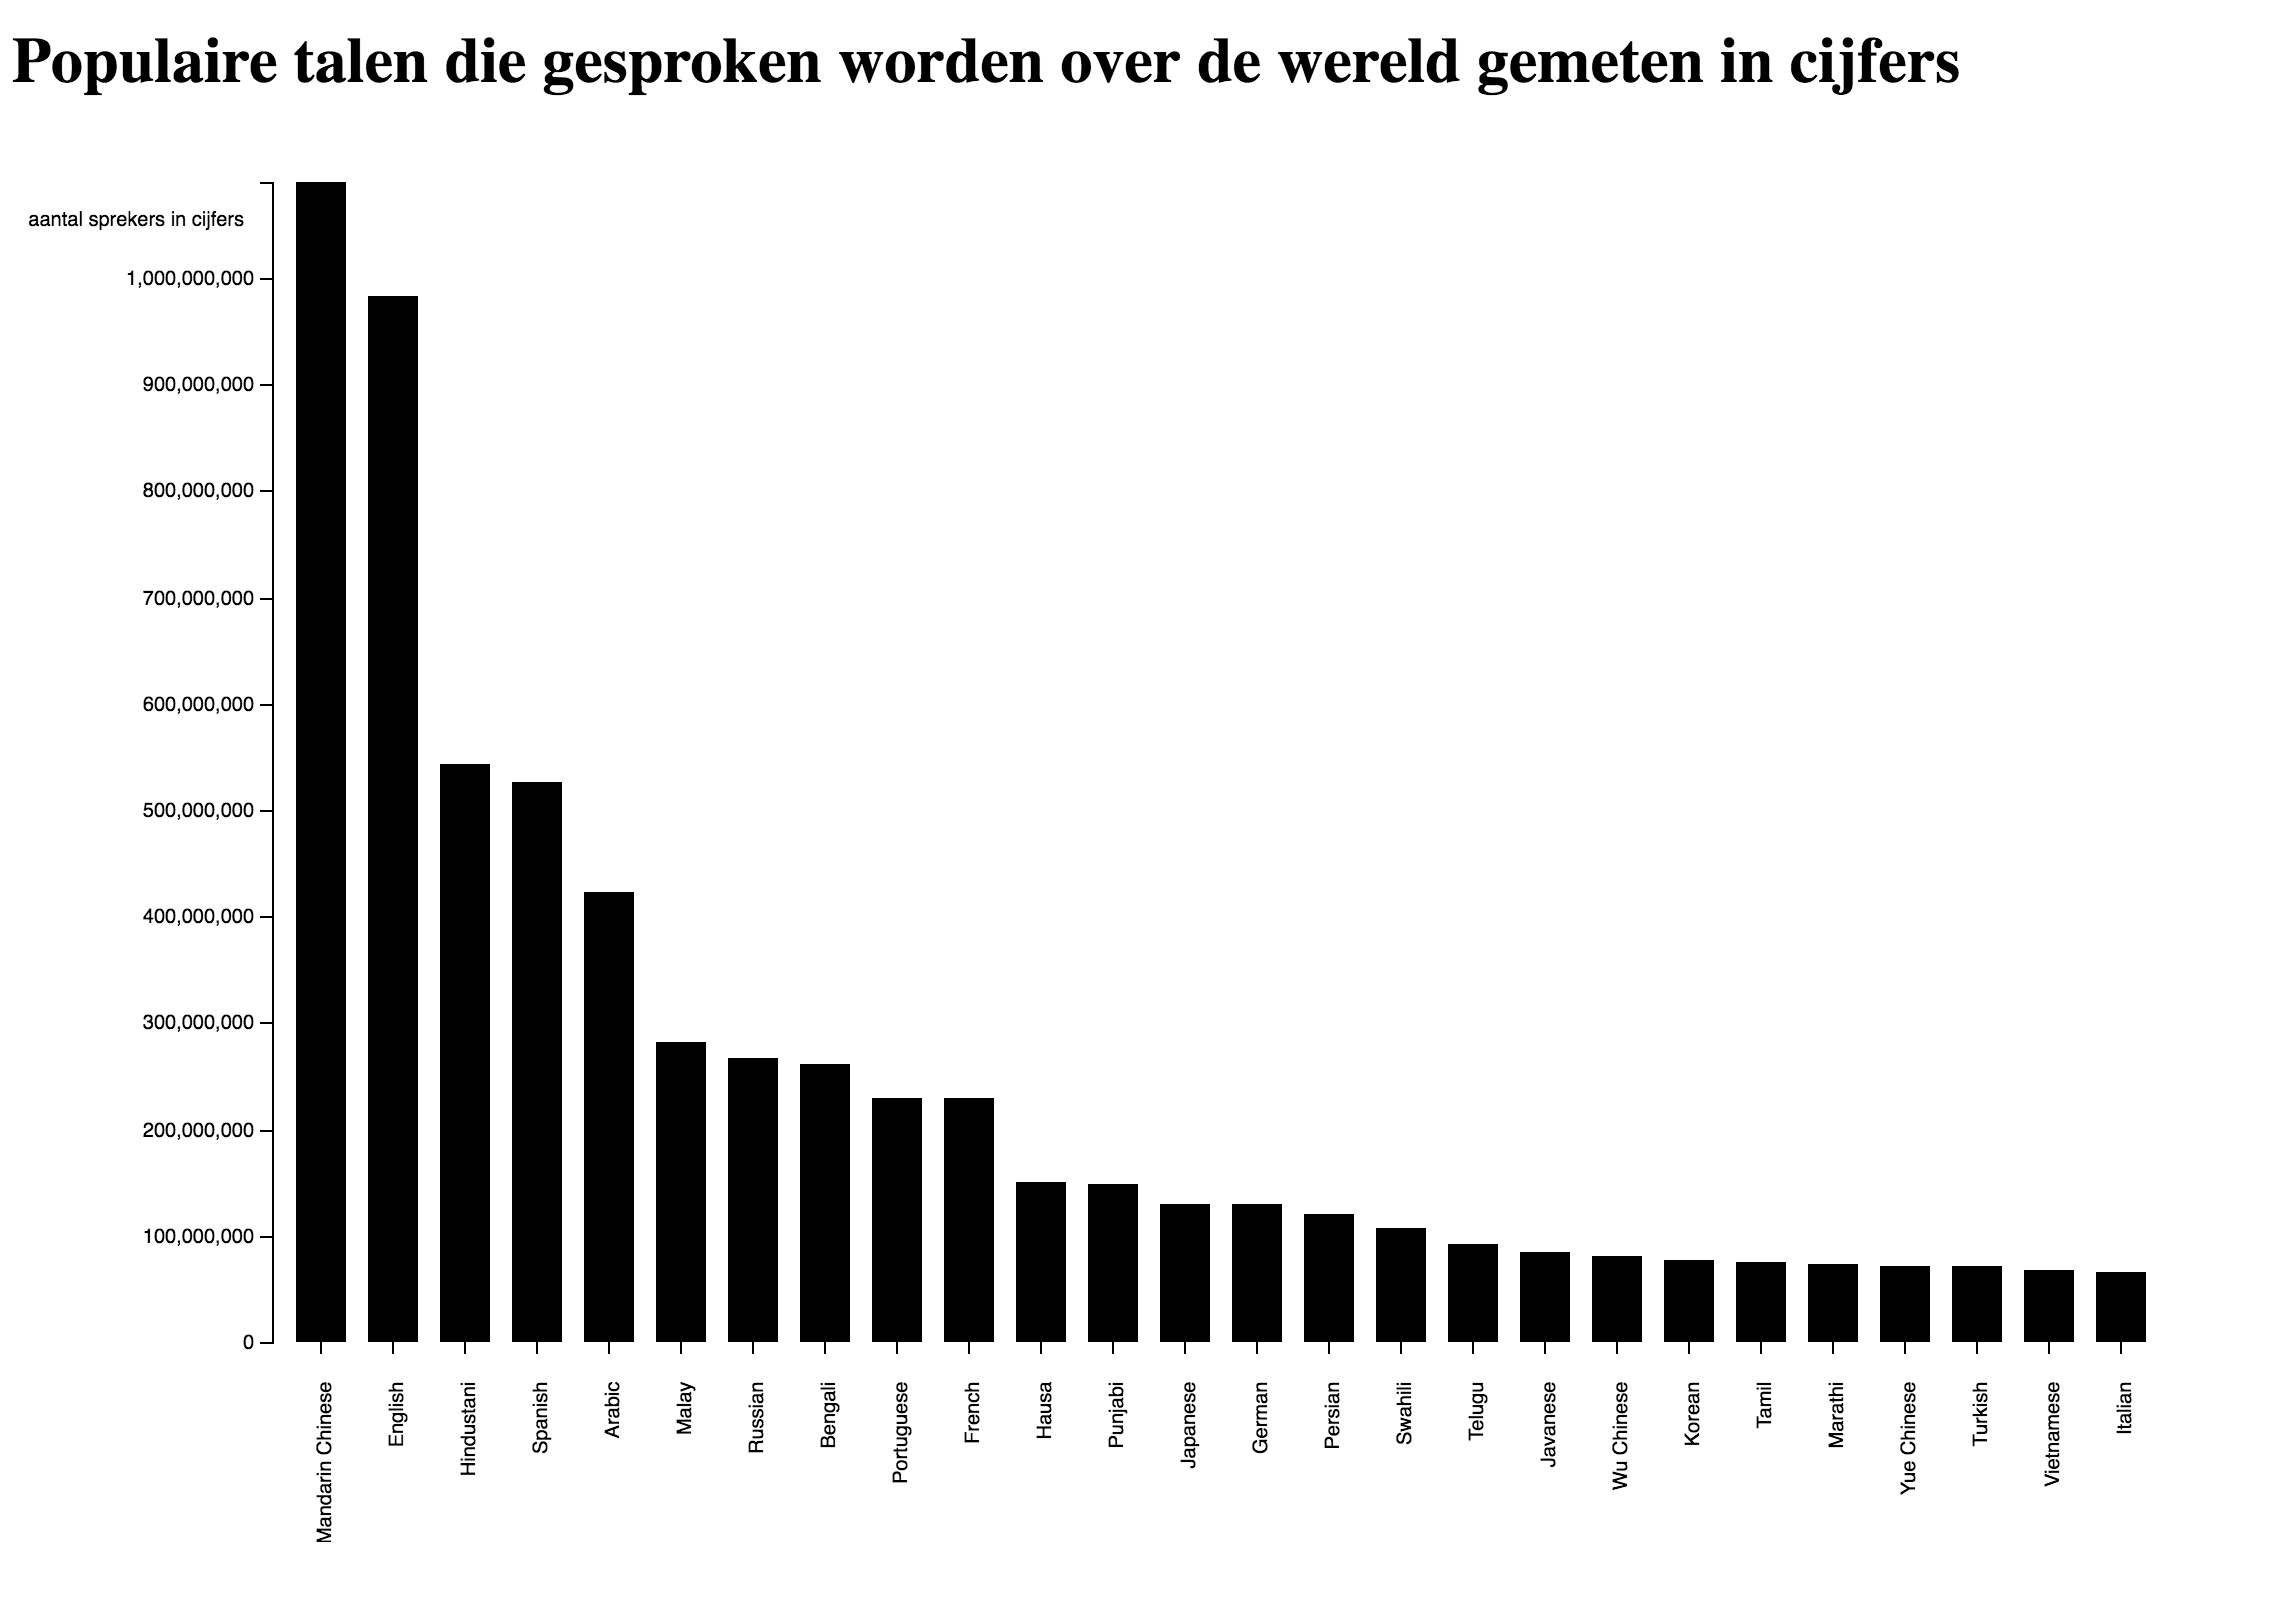 Populaire talen die gesproken worden over de wereld gemeten in cijfers
aantal sprekers in cijfers
1,000,000,000
900,000,000
800,000,000
700,000,000
600,000,000
500,000,000
400,000,000
300,000,000
200,000,000
100,000,000
0
Mandarin Chinese
English
Hindustani
Spanish
Arabic
Malay
Russian
Bengali
Portuguese
French
Hausa
Punjabi
Japanese
German
Persian
Swahili
Telugu
Javanese
Wu Chinese
Korean
Tamil
Marathi
Yue Chinese
Turkish
Vietnamese
Italian